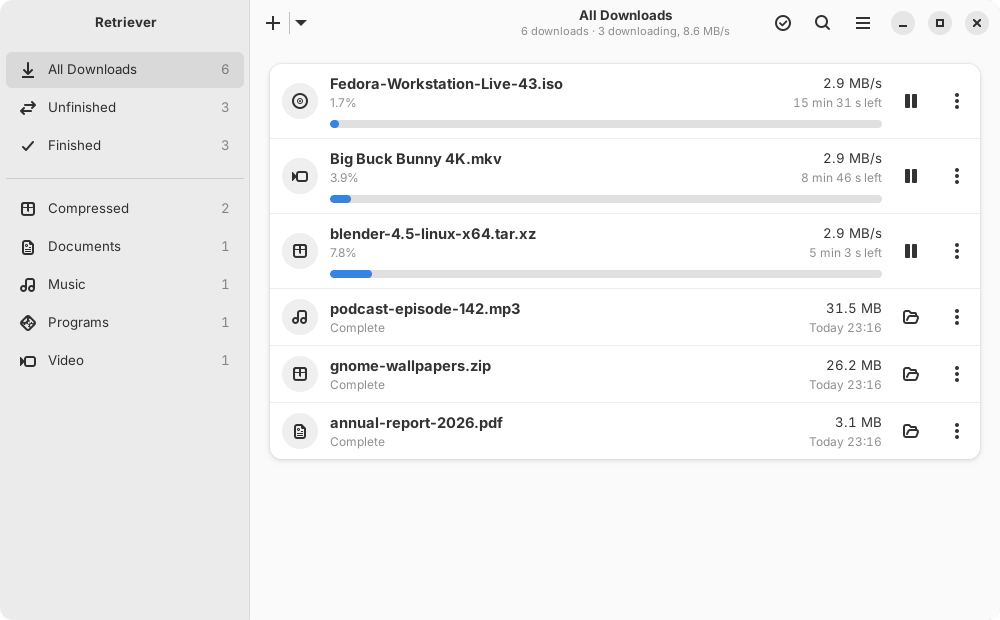 Retriever
All Downloads 6
Unfinished 3
Finished 3
Compressed 2
Documents 1
Music 1
Programs 1
Video 1
All Downloads
6 downloads · 3 downloading, 8.6 MB/s
Fedora-Workstation-Live-43.iso 2.9 MB/s
1.7% 15 min 31 s left
Big Buck Bunny 4K.mkv 2.9 MB/s
3.9% 8 min 46 s left
blender-4.5-linux-x64.tar.xz 2.9 MB/s
7.8% 5 min 3 s left
podcast-episode-142.mp3 31.5 MB
Complete Today 23:16
gnome-wallpapers.zip 26.2 MB
Complete Today 23:16
annual-report-2026.pdf 3.1 MB
Complete Today 23:16